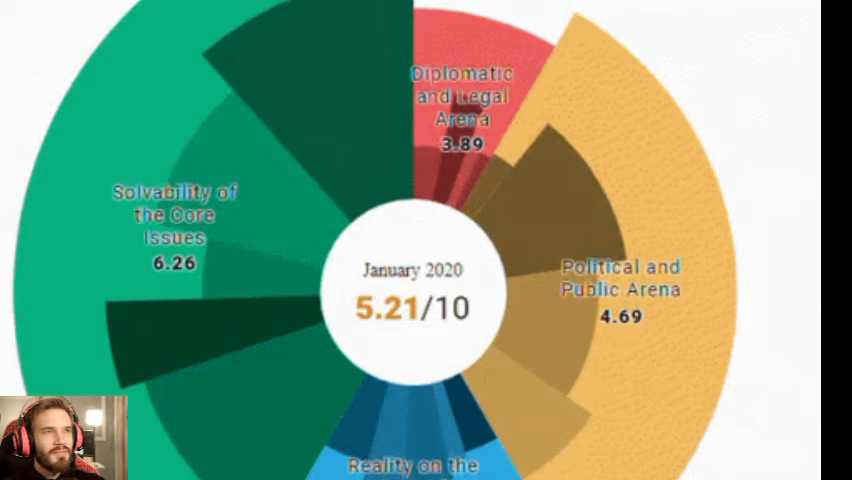 Diplomatic
and Legal
Arena
3.89
Solvability of
the Core
Issues
6.26
January 2020
5.21/10
Political and
Public Arena
4.69
Reality on the